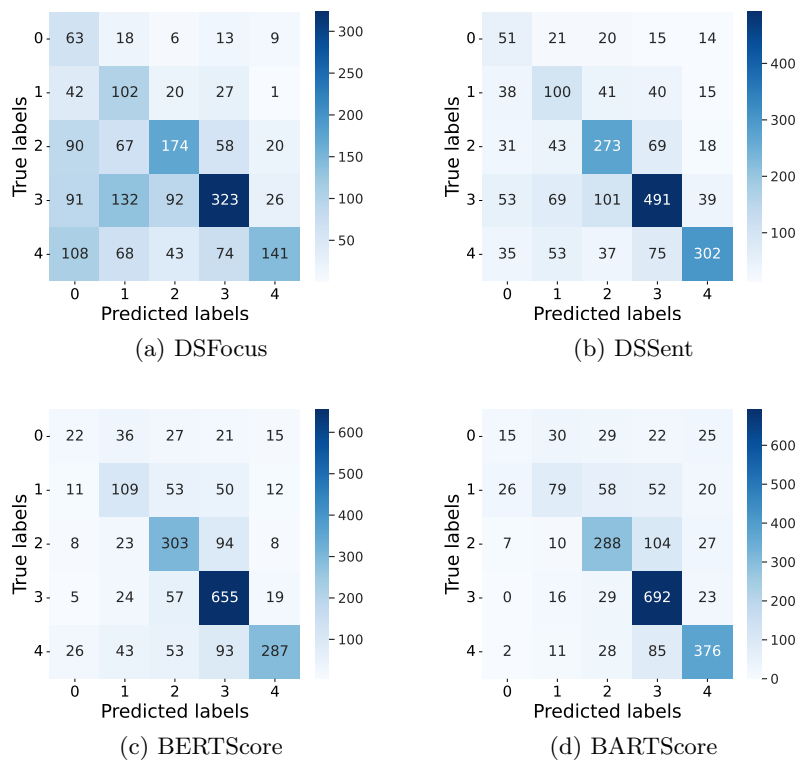 0 63 18 6 13 9
1 42 102 20 27 1
2 90 67 174 58 20
3 91 132 92 323 26
4 108 68 43 74 141
0 1 2 3 4
Predicted labels
True labels
300
250
200
150
100
50
(a) DSFocus
0 51 21 20 15 14
1 38 100 41 40 15
2 31 43 273 69 18
3 53 69 101 491 39
4 35 53 37 75 302
0 1 2 3 4
Predicted labels
True labels
400
300
200
100
(b) DSSent
0 22 36 27 21 15
1 11 109 53 50 12
2 8 23 303 94 8
3 5 24 57 655 19
4 26 43 53 93 287
0 1 2 3 4
Predicted labels
True labels
600
500
400
300
200
100
(c) BERTScore
0 15 30 29 22 25
1 26 79 58 52 20
2 7 10 288 104 27
3 0 16 29 692 23
4 2 11 28 85 376
0 1 2 3 4
Predicted labels
True labels
600
500
400
300
200
100
0
(d) BARTScore